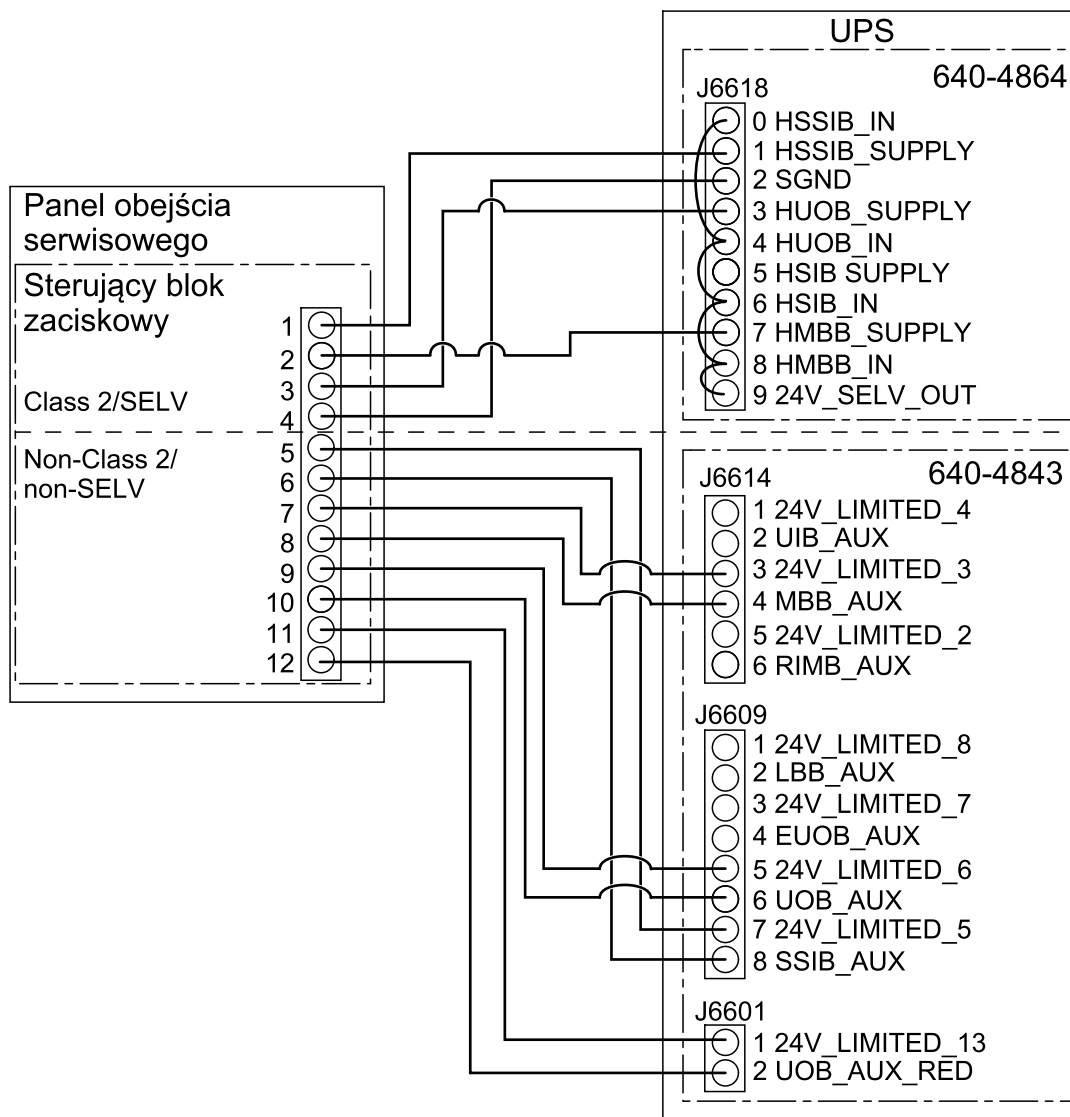 UPS
640-4864
J6618
0 HSSIB_IN
1 HSSIB_SUPPLY
2 SGND
3 HUOB_SUPPLY
4 HUOB_IN
5 HSIB SUPPLY
6 HSIB_IN
7 HMBB_SUPPLY
8 HMBB_IN
9 24V_SELV_OUT
Panel obejścia
serwisowego
Sterujący blok
zaciskowy
Class 2/SELV
Non-Class 2/
non-SELV
1
2
3
4
5
6
7
8
9
10
11
12
640-4843
J6614
1 24V_LIMITED_4
2 UIB_AUX
3 24V_LIMITED_3
4 MBB_AUX
5 24V_LIMITED_2
6 RIMB_AUX
J6609
1 24V_LIMITED_8
2 LBB_AUX
3 24V_LIMITED_7
4 EUOB_AUX
5 24V_LIMITED_6
6 UOB_AUX
7 24V_LIMITED_5
8 SSIB_AUX
J6601
1 24V_LIMITED_13
2 UOB_AUX_RED